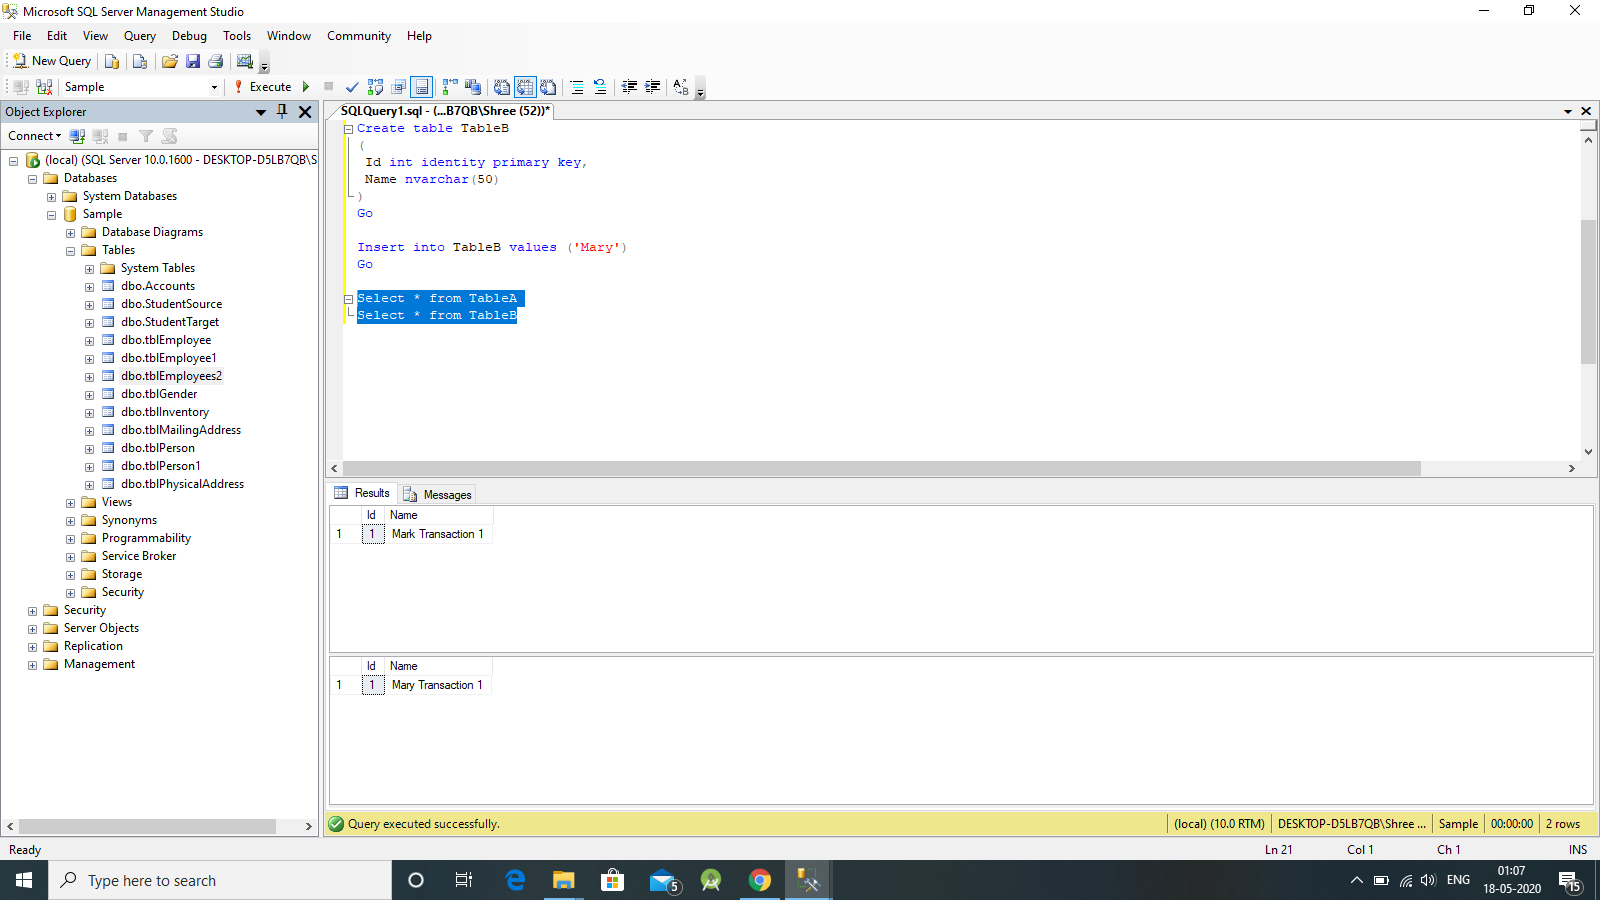 Microsoft SQL Server Management Studio
File Edit View Query Debug Tools Window Community Help
New Query
Sample Execute
Object Explorer
Connect
(local) (SQL Server 10.0.1600 - DESKTOP-D5LB7QB\S
Databases
System Databases
Sample
Database Diagrams
Tables
System Tables
dbo.Accounts
dbo.StudentSource
dbo.StudentTarget
dbo.tblEmployee
dbo.tblEmployee1
dbo.tblEmployees2
dbo.tblGender
dbo.tblInventory
dbo.tblMailingAddress
dbo.tblPerson
dbo.tblPerson1
dbo.tblPhysicalAddress
Views
Synonyms
Programmability
Service Broker
Storage
Security
Security
Server Objects
Replication
Management
SQLQuery1.sql - (...B7QB\Shree (52))*
Create table TableB
(
Id int identity primary key,
Name nvarchar(50)
)
Go
Insert into TableB values ('Mary')
Go
Select * from TableA
Select * from TableB
Results Messages
Id Name
1 1 Mark Transaction 1
Id Name
1 1 Mary Transaction 1
Query executed successfully. (local) (10.0 RTM) DESKTOP-D5LB7QB\Shree ... Sample 00:00:00 2 rows
Ready Ln 21 Col 1 Ch 1 INS
Type here to search 5 ENG 01:07 15
18-05-2020